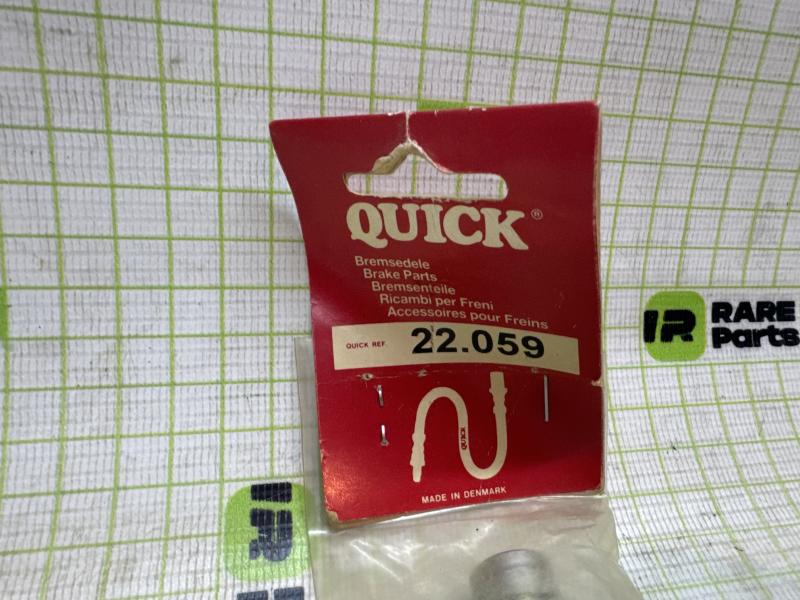 QUICK®
Bremsedele
Brake Parts
Bremsenteile
Ricambi per Freni
Accessoires pour Freins
QUICK REF. 22.059
QUICK
MADE IN DENMARK
RARE
Parts